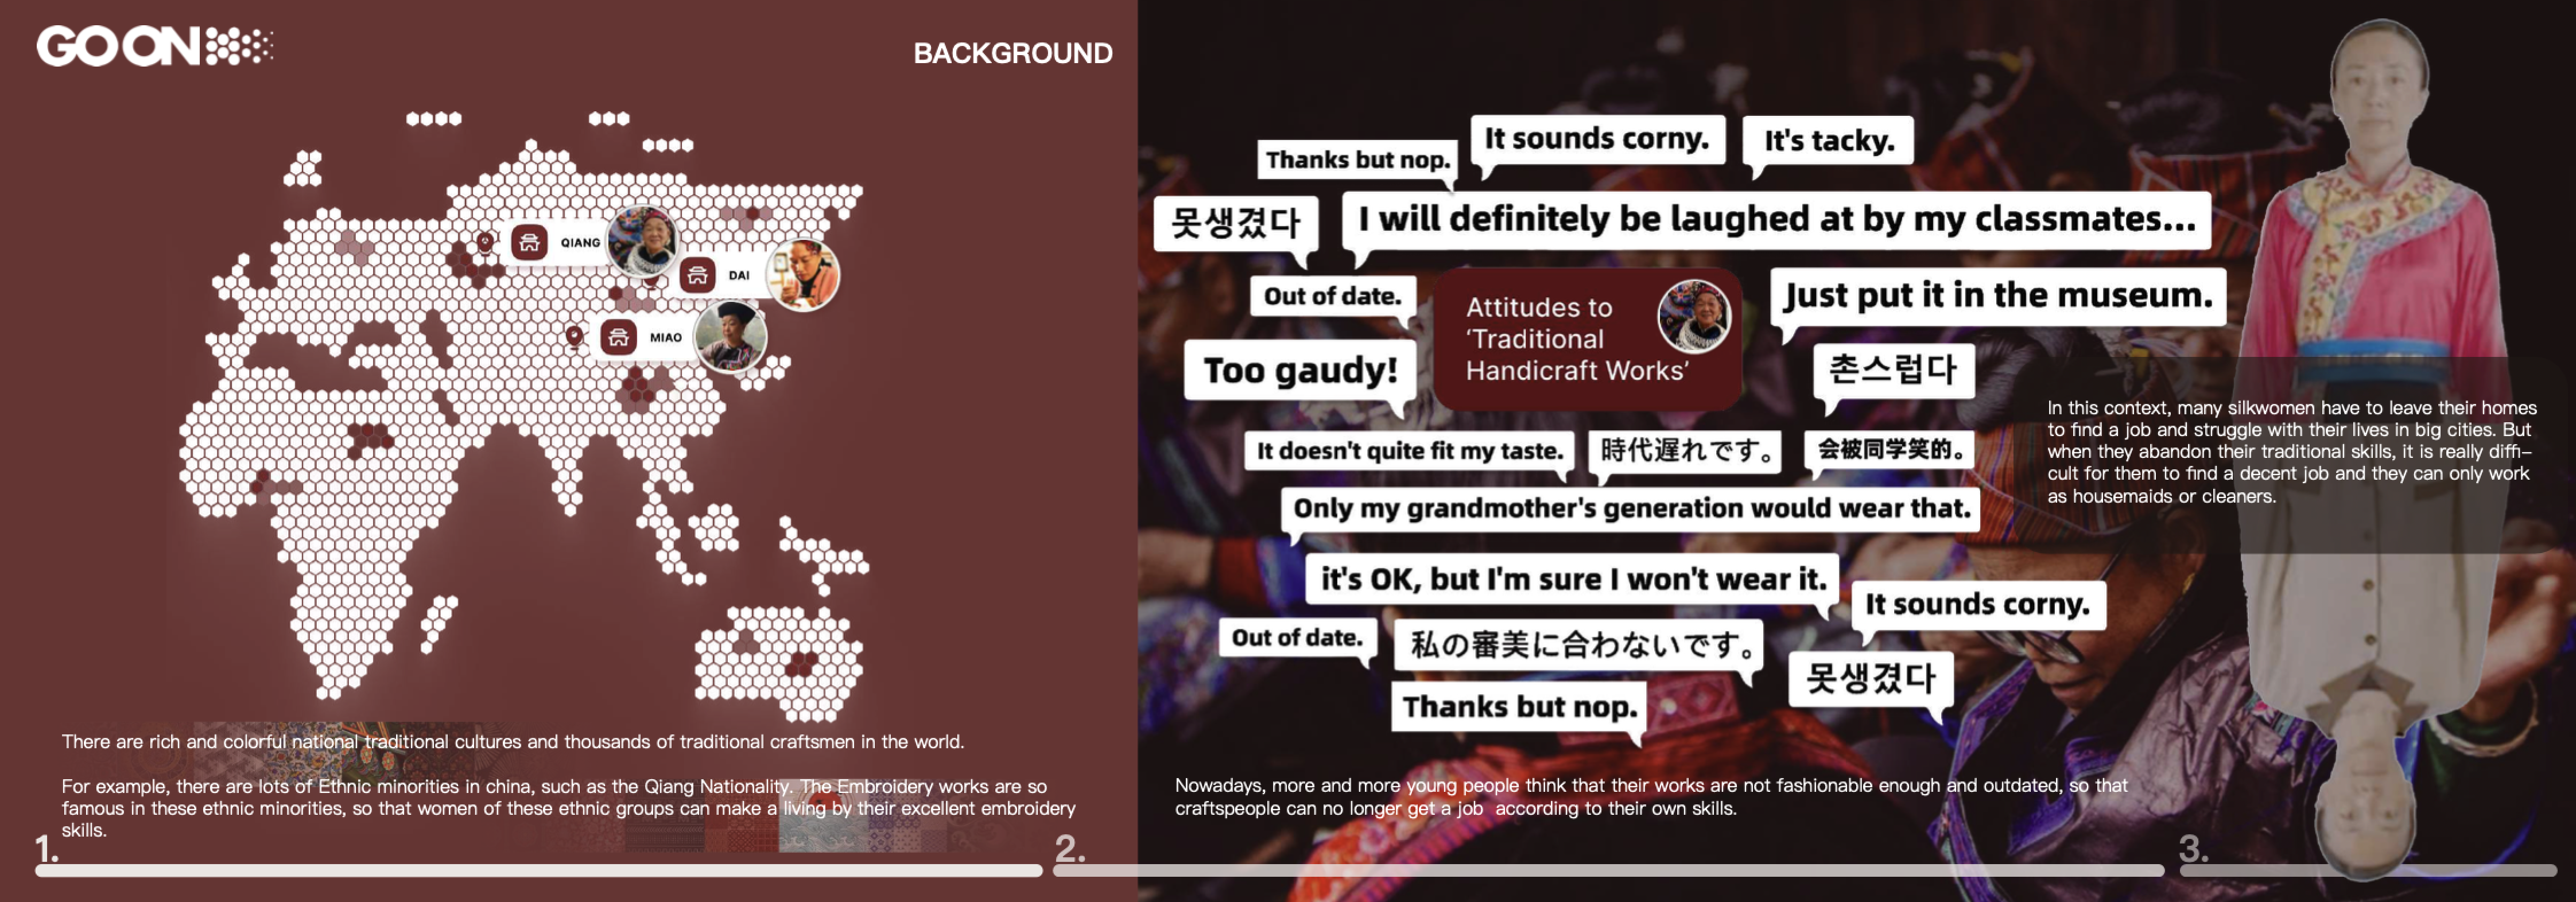 GO ON
BACKGROUND
QIANG
DAI
MIAO
There are rich and colorful national traditional cultures and thousands of traditional craftsmen in the world.
For example, there are lots of Ethnic minorities in china, such as the Qiang Nationality. The Embroidery works are so
famous in these ethnic minorities, so that women of these ethnic groups can make a living by their excellent embroidery
skills.
1.
Thanks but nop.
It sounds corny.
It's tacky.
못생겼다
I will definitely be laughed at by my classmates...
Out of date.
Attitudes to
‘Traditional
Handicraft Works’
Just put it in the museum.
Too gaudy!
촌스럽다
It doesn't quite fit my taste.
時代遅れです。
会被同学笑的。
Only my grandmother's generation would wear that.
it's OK, but I'm sure I won't wear it.
It sounds corny.
Out of date.
私の審美に合わないです。
못생겼다
Thanks but nop.
Nowadays, more and more young people think that their works are not fashionable enough and outdated, so that
craftspeople can no longer get a job  according to their own skills.
2.
In this context, many silkwomen have to leave their homes
to find a job and struggle with their lives in big cities. But
when they abandon their traditional skills, it is really diffi-
cult for them to find a decent job and they can only work
as housemaids or cleaners.
3.